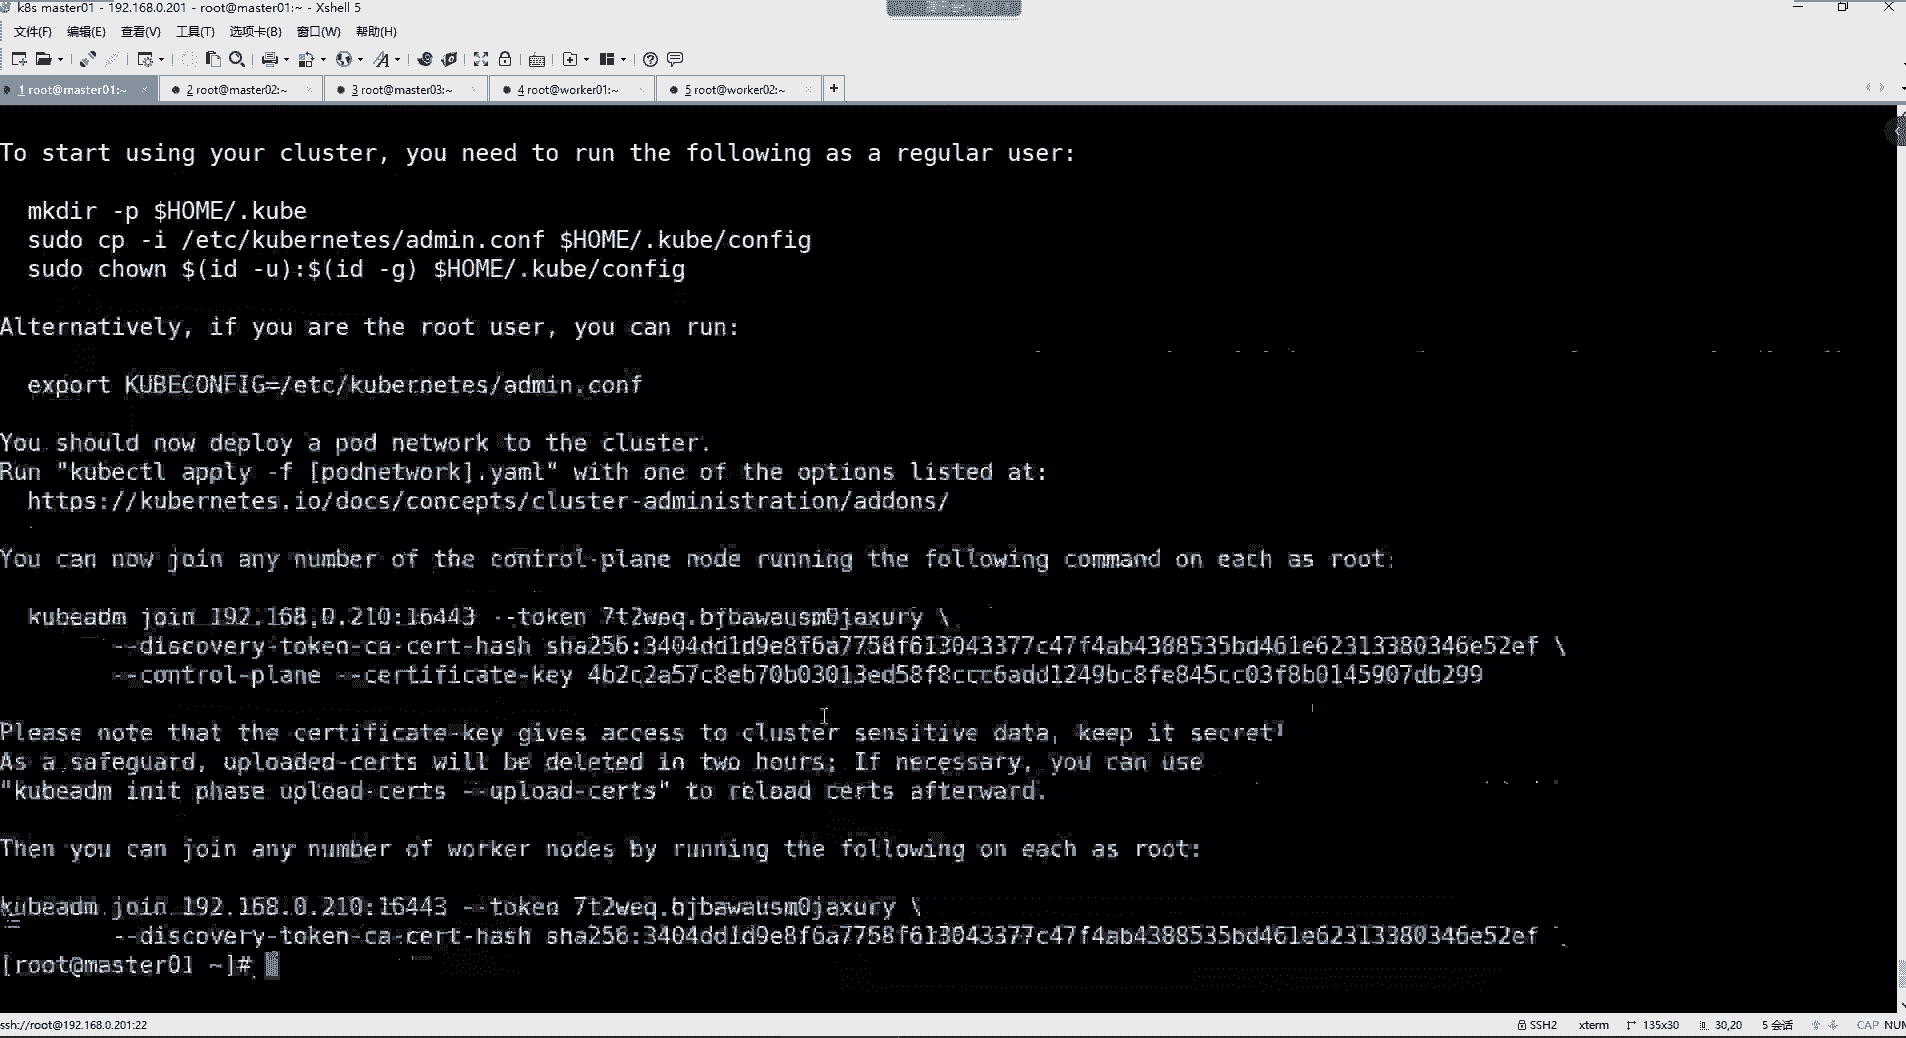 k8s master01 - 192.168.0.201 - root@master01:~ - Xshell 5
文件(F) 编辑(E) 查看(V) 工具(T) 选项卡(B) 窗口(W) 帮助(H)
1 root@master01:~ 2 root@master02:~ 3 root@master03:~ 4 root@worker01:~ 5 root@worker02:~
To start using your cluster, you need to run the following as a regular user:
mkdir -p $HOME/.kube
sudo cp -i /etc/kubernetes/admin.conf $HOME/.kube/config
sudo chown $(id -u):$(id -g) $HOME/.kube/config
Alternatively, if you are the root user, you can run:
export KUBECONFIG=/etc/kubernetes/admin.conf
You should now deploy a pod network to the cluster.
Run "kubectl apply -f [podnetwork].yaml" with one of the options listed at:
https://kubernetes.io/docs/concepts/cluster-administration/addons/
You can now join any number of the control-plane node running the following command on each as root:
kubeadm join 192.168.0.210:16443 --token 7t2weq.bjbawausm0jaxury \
--discovery-token-ca-cert-hash sha256:3404dd1d9e8f6a7758f613043377c47f4ab4388535bd461e62313380346e52ef \
--control-plane --certificate-key 4b2c2a57c8eb70b03013ed58f8ccc6add1249bc8fe845cc03f8b0145907db299
Please note that the certificate-key gives access to cluster sensitive data, keep it secret!
As a safeguard, uploaded-certs will be deleted in two hours; If necessary, you can use
"kubeadm init phase upload-certs --upload-certs" to reload certs afterward.
Then you can join any number of worker nodes by running the following on each as root:
kubeadm join 192.168.0.210:16443 --token 7t2weq.bjbawausm0jaxury \
--discovery-token-ca-cert-hash sha256:3404dd1d9e8f6a7758f613043377c47f4ab4388535bd461e62313380346e52ef
[root@master01 ~]#
ssh://root@192.168.0.201:22 SSH2 xterm 135x30 30,20 5 会话 CAP NUM